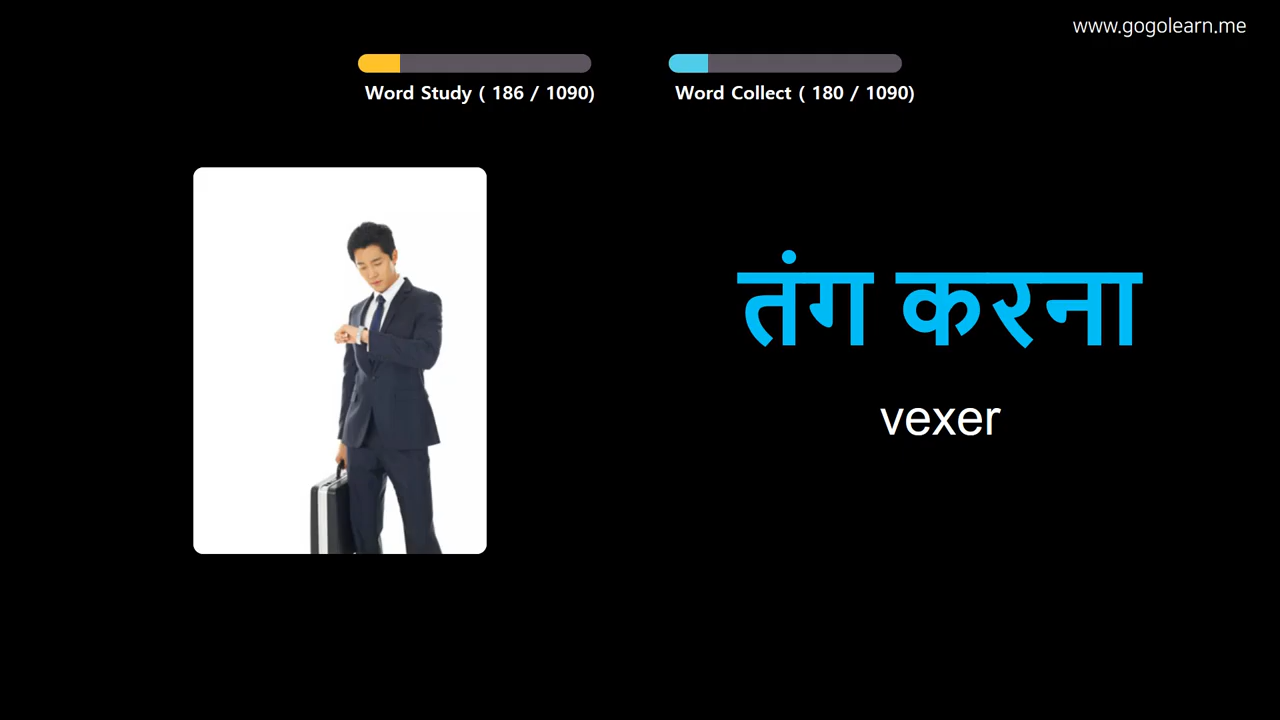 www.gogolearn.me
Word Study ( 186 / 1090)
Word Collect ( 180 / 1090)
तंग करना
vexer